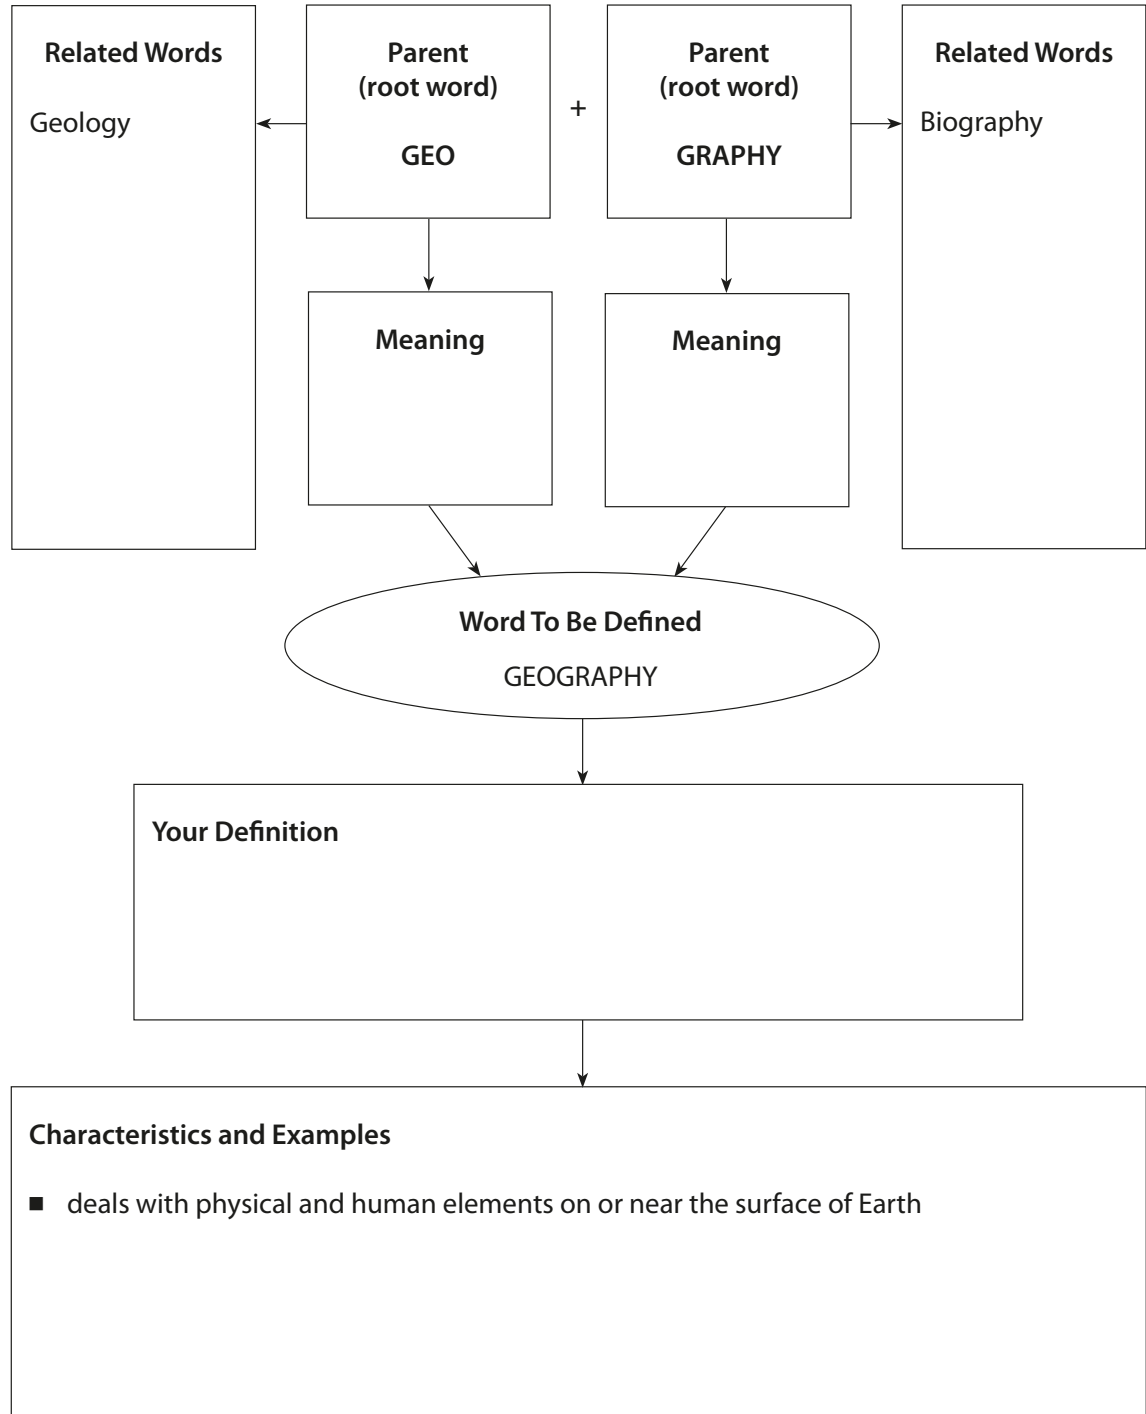 Related Words
Geology
Parent
(root word)
GEO
+
Parent
(root word)
GRAPHY
Related Words
Biography
Meaning
Meaning
Word To Be Defined
GEOGRAPHY
Your Definition
Characteristics and Examples
■ deals with physical and human elements on or near the surface of Earth